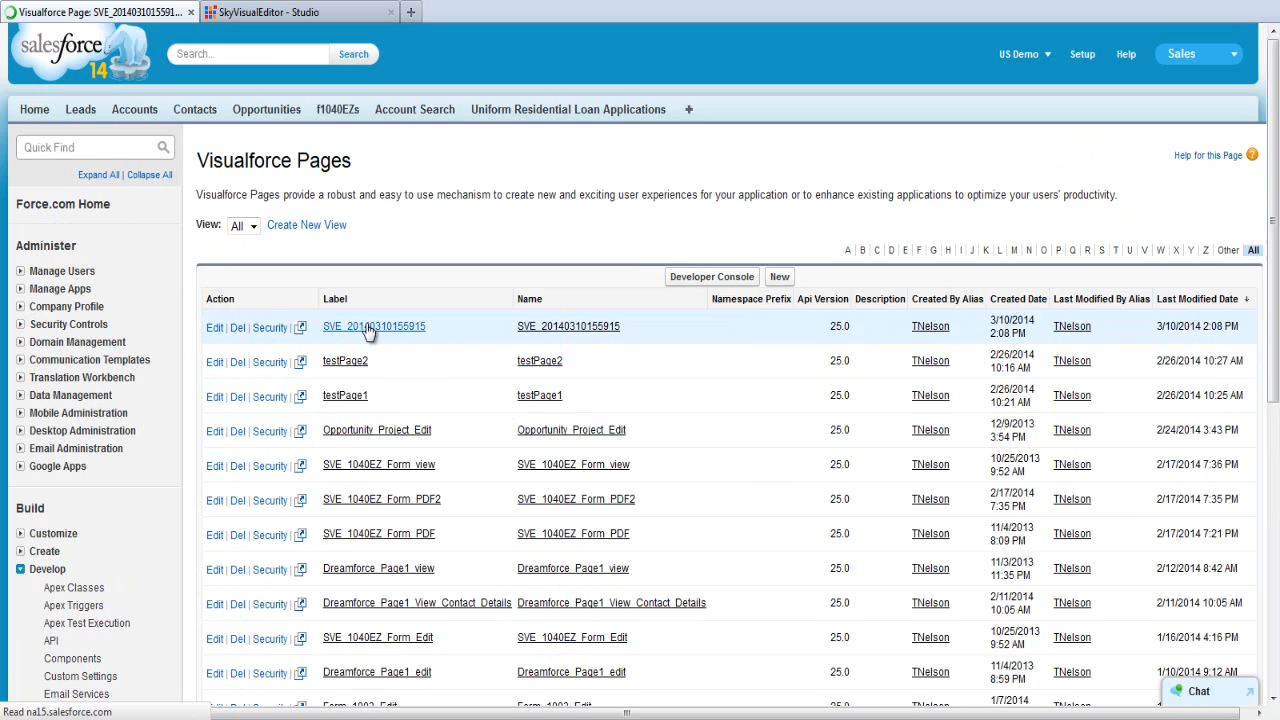 Visualforce Page: SVE_2014031015591... SkyVisualEditor - Studio
salesforce 14 Search... Search US Demo Setup Help Sales
Home Leads Accounts Contacts Opportunities f1040EZs Account Search Uniform Residential Loan Applications +
Quick Find
Expand All | Collapse All
Force.com Home
Administer
Manage Users
Manage Apps
Company Profile
Security Controls
Domain Management
Communication Templates
Translation Workbench
Data Management
Mobile Administration
Desktop Administration
Email Administration
Google Apps
Build
Customize
Create
Develop
Apex Classes
Apex Triggers
Apex Test Execution
API
Components
Custom Settings
Email Services
Visualforce Pages
Help for this Page ?
Visualforce Pages provide a robust and easy to use mechanism to create new and exciting user experiences for your application or to enhance existing applications to optimize your users' productivity.
View: All Create New View
A | B | C | D | E | F | G | H | I | J | K | L | M | N | O | P | Q | R | S | T | U | V | W | X | Y | Z | Other All
Developer Console New
Action Label Name Namespace Prefix Api Version Description Created By Alias Created Date Last Modified By Alias Last Modified Date
Edit | Del | Security | SVE_20140310155915 SVE_20140310155915 25.0 TNelson 3/10/2014 2:08 PM TNelson 3/10/2014 2:08 PM
Edit | Del | Security | testPage2 testPage2 25.0 TNelson 2/26/2014 10:16 AM TNelson 2/26/2014 10:27 AM
Edit | Del | Security | testPage1 testPage1 25.0 TNelson 2/26/2014 10:21 AM TNelson 2/26/2014 10:25 AM
Edit | Del | Security | Opportunity_Project_Edit Opportunity_Project_Edit 25.0 TNelson 12/9/2013 3:54 PM TNelson 2/24/2014 3:43 PM
Edit | Del | Security | SVE_1040EZ_Form_view SVE_1040EZ_Form_view 25.0 TNelson 10/25/2013 9:52 AM TNelson 2/17/2014 7:36 PM
Edit | Del | Security | SVE_1040EZ_Form_PDF2 SVE_1040EZ_Form_PDF2 25.0 TNelson 2/17/2014 7:35 PM TNelson 2/17/2014 7:35 PM
Edit | Del | Security | SVE_1040EZ_Form_PDF SVE_1040EZ_Form_PDF 25.0 TNelson 11/4/2013 8:09 PM TNelson 2/17/2014 7:21 PM
Edit | Del | Security | Dreamforce_Page1_view Dreamforce_Page1_view 25.0 TNelson 11/3/2013 11:35 PM TNelson 2/12/2014 8:42 AM
Edit | Del | Security | Dreamforce_Page1_View_Contact_Details Dreamforce_Page1_View_Contact_Details 25.0 TNelson 2/11/2014 10:05 AM TNelson 2/11/2014 10:05 AM
Edit | Del | Security | SVE_1040EZ_Form_Edit SVE_1040EZ_Form_Edit 25.0 TNelson 10/25/2013 9:52 AM TNelson 1/16/2014 4:16 PM
Edit | Del | Security | Dreamforce_Page1_edit Dreamforce_Page1_edit 25.0 TNelson 11/4/2013 8:59 PM TNelson 1/10/2014 9:12 AM
1/7/2014
Chat
Read na15.salesforce.com